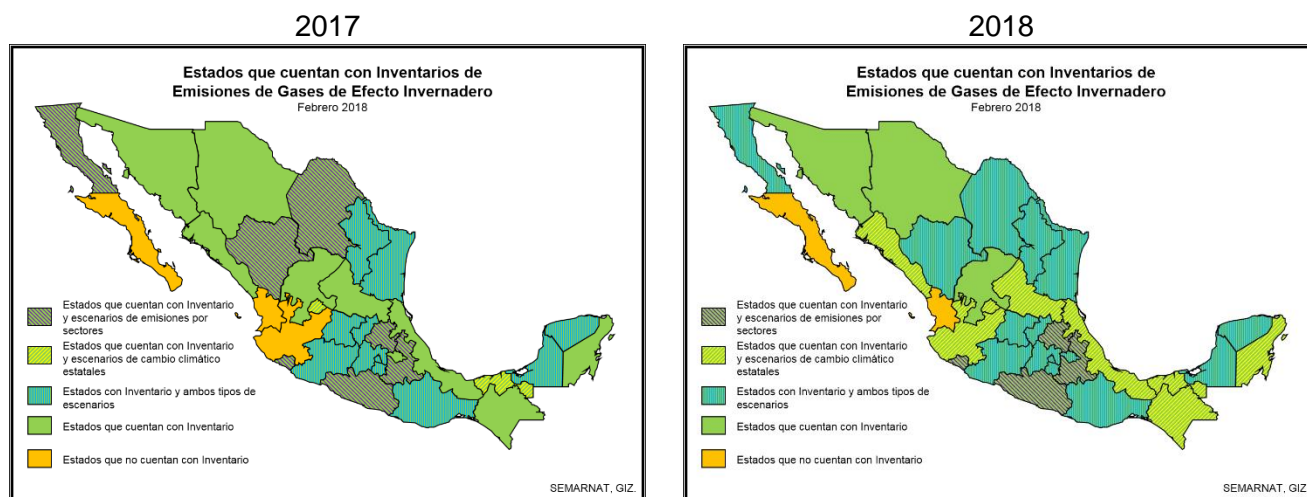 2017
Estados que cuentan con Inventarios de
Emisiones de Gases de Efecto Invernadero
Febrero 2018
Estados que cuentan con Inventario
y escenarios de emisiones por
sectores
Estados que cuentan con Inventario
y escenarios de cambio climático
estatales
Estados con Inventario y ambos tipos de
escenarios
Estados que cuentan con Inventario
Estados que no cuentan con Inventario
SEMARNAT, GIZ.
2018
Estados que cuentan con Inventarios de
Emisiones de Gases de Efecto Invernadero
Febrero 2018
Estados que cuentan con Inventario
y escenarios de emisiones por
sectores
Estados que cuentan con Inventario
y escenarios de cambio climático
estatales
Estados con Inventario y ambos tipos de
escenarios
Estados que cuentan con Inventario
Estados que no cuentan con Inventario
SEMARNAT, GIZ